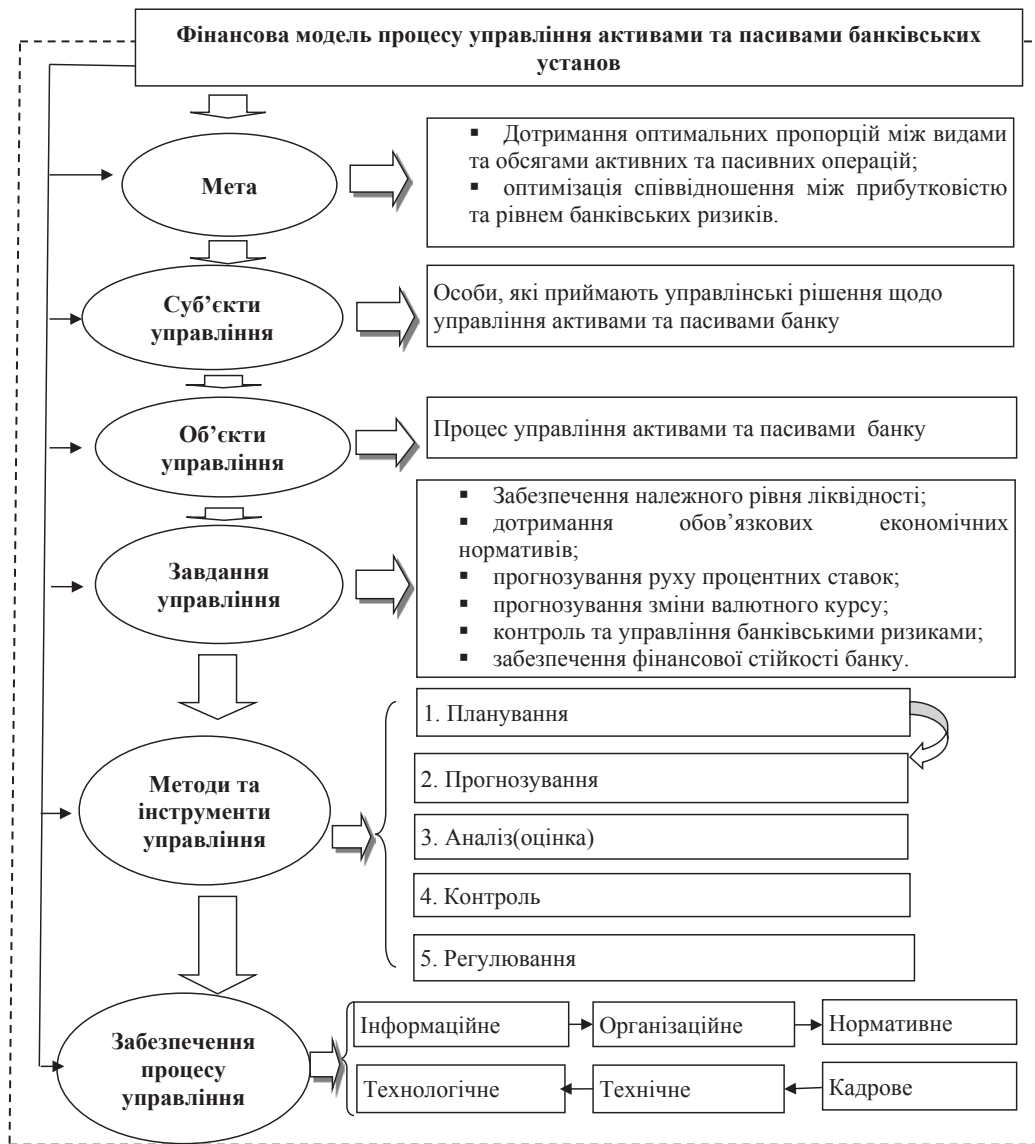 Фінансова модель процесу управління активами та пасивами банківських
установ
Мета
▪ Дотримання оптимальних пропорцій між видами
та обсягами активних та пасивних операцій;
▪ оптимізація співвідношення між прибутковістю
та рівнем банківських ризиків.
Суб’єкти
управління
Особи, які приймають управлінські рішення щодо
управління активами та пасивами банку
Об’єкти
управління
Процес управління активами та пасивами банку
Завдання
управління
▪ Забезпечення належного рівня ліквідності;
▪ дотримання обов’язкових економічних
нормативів;
▪ прогнозування руху процентних ставок;
▪ прогнозування зміни валютного курсу;
▪ контроль та управління банківськими ризиками;
▪ забезпечення фінансової стійкості банку.
Методи та
інструменти
управління
1. Планування
2. Прогнозування
3. Аналіз(оцінка)
4. Контроль
5. Регулювання
Забезпечення
процесу
управління
Інформаційне
Організаційне
Нормативне
Технологічне
Технічне
Кадрове